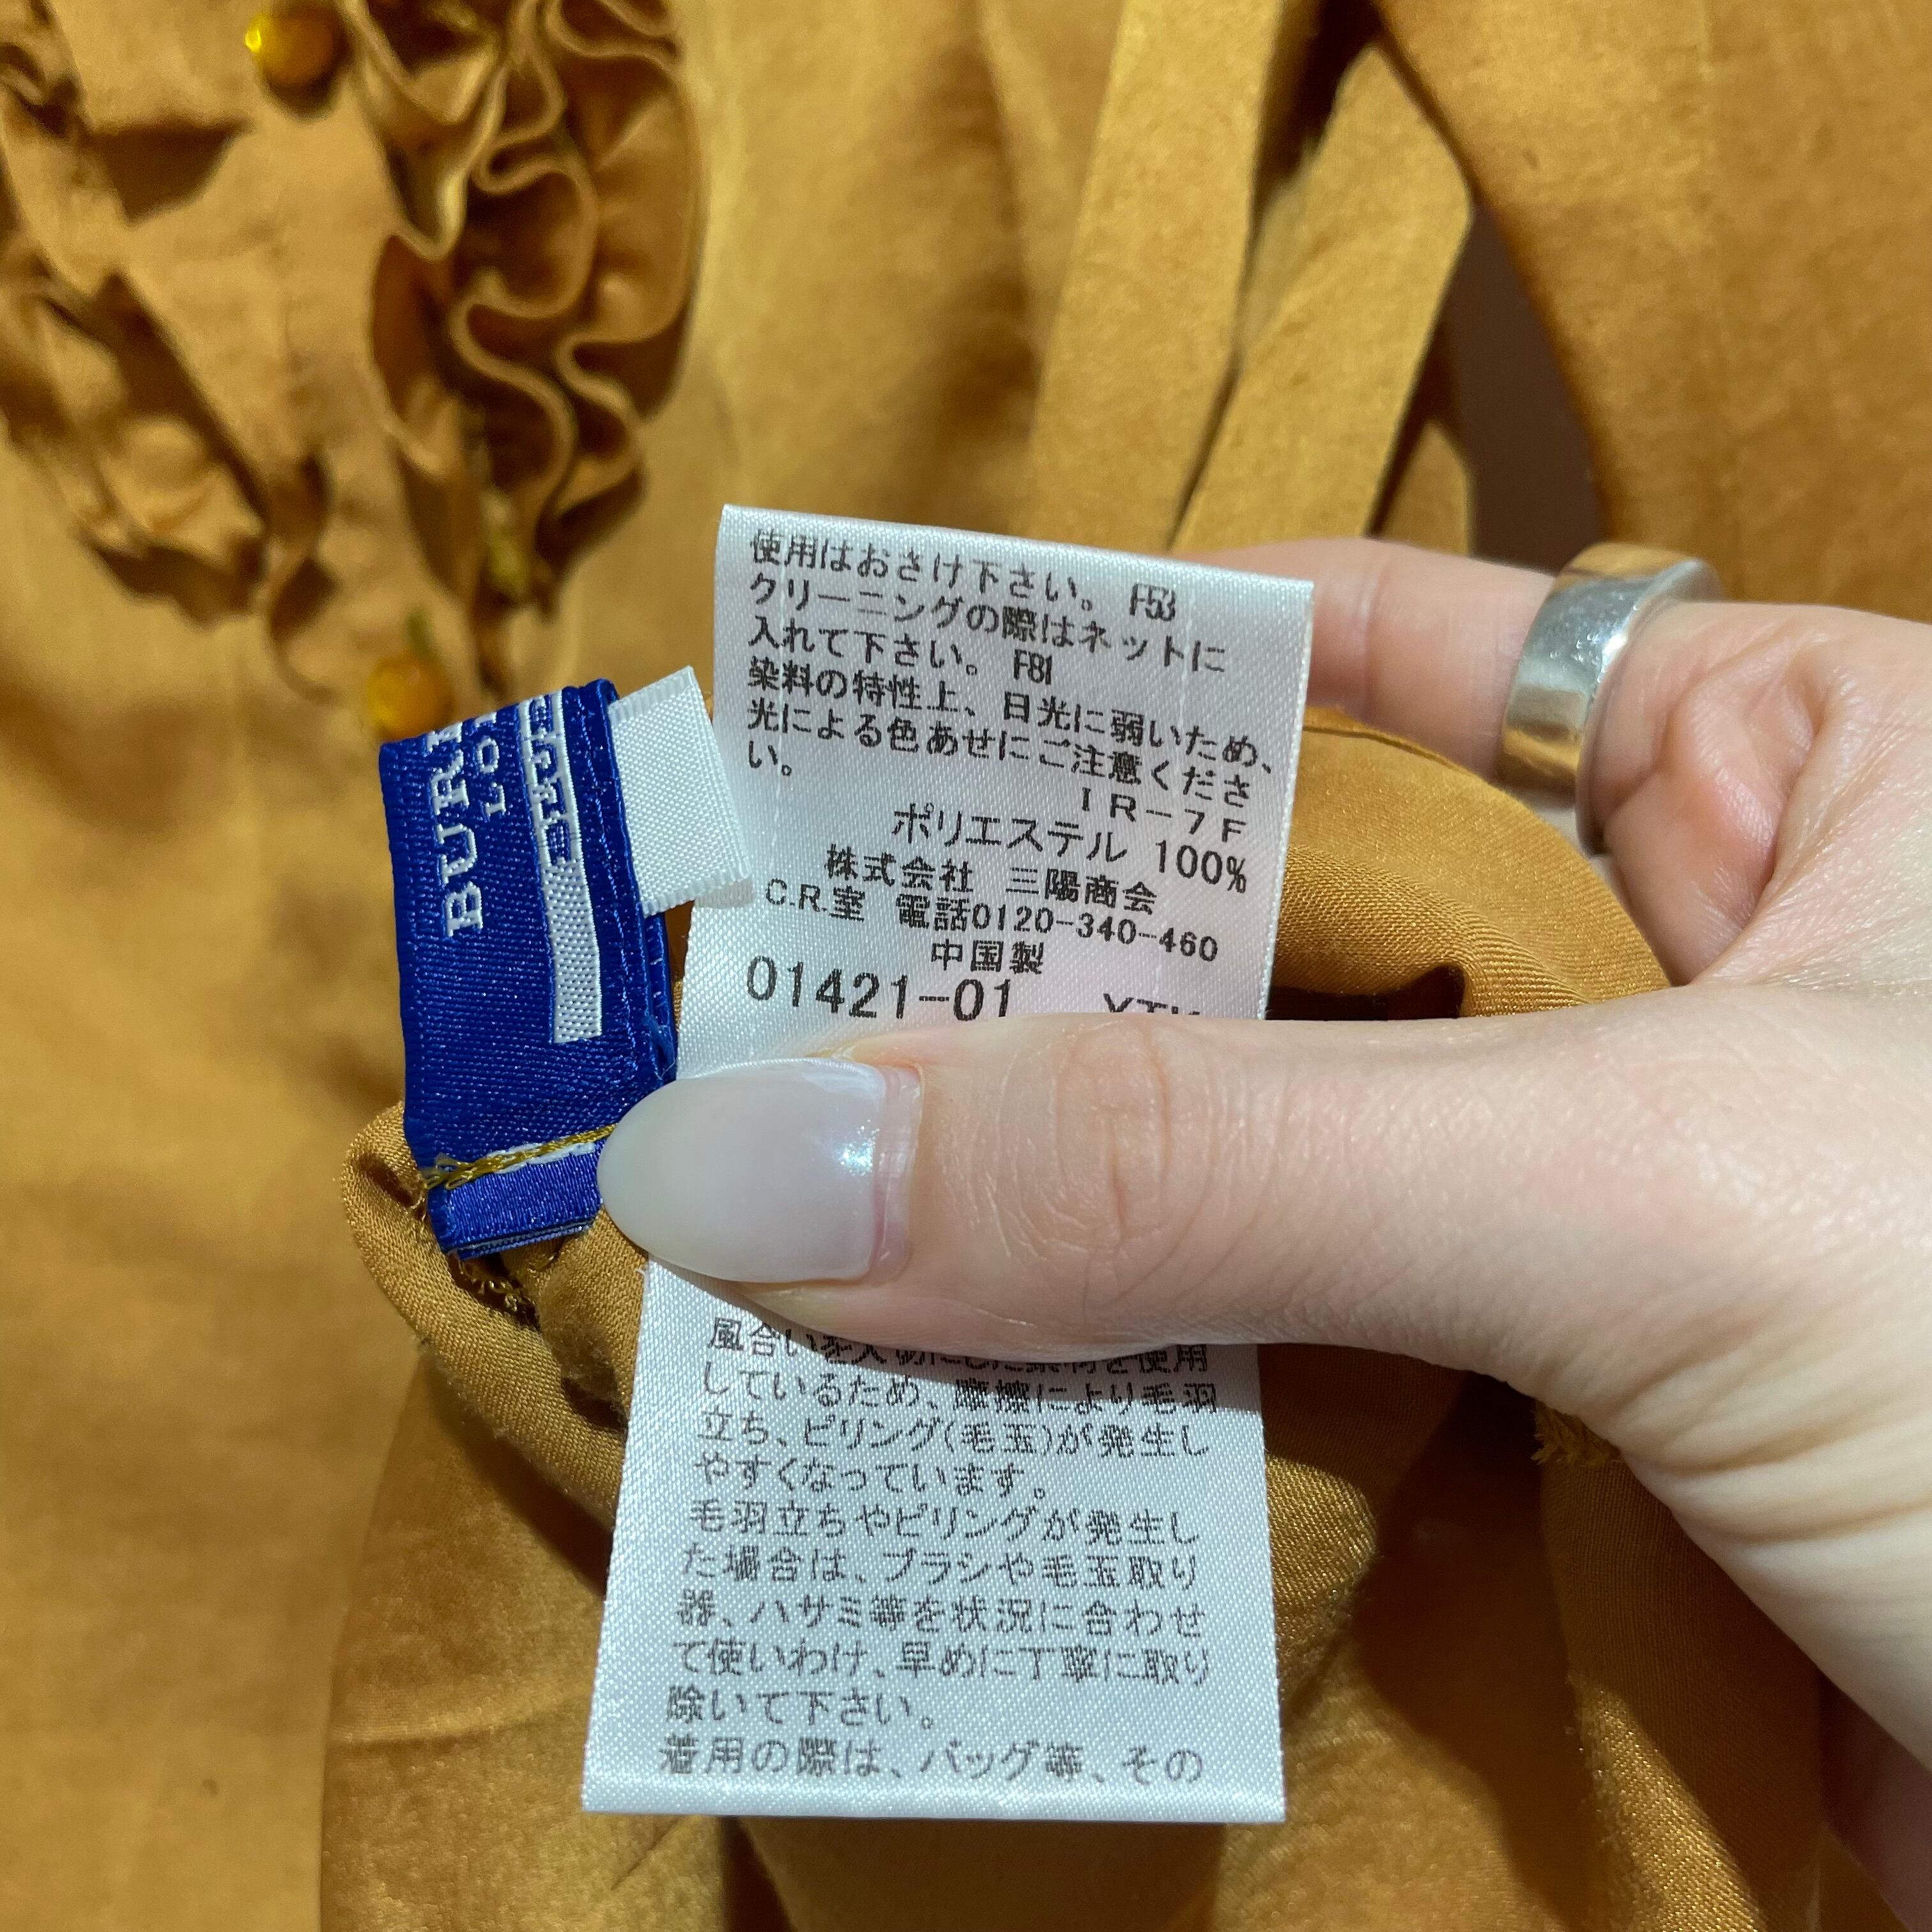 使用はおさけ下さい。 F53
クリーニングの際はネットに
入れて下さい。 F81
染料の特性上、日光に弱いため、
光による色あせにご注意くださ
い。
IR-7F
ポリエステル 100%
株式会社 三陽商会
C.R.室 電話0120-340-460
中国製
01421-01
風合い
しているため、摩擦により毛羽
立ち、ピリング(毛玉)が発生し
やすくなっています。
毛羽立ちやピリングが発生し
た場合は、ブラシや毛玉取り
器、ハサミ等を状況に合わせ
て使いわけ、早めに丁寧に取り
除いて下さい。
着用の際は、バッグ等、その